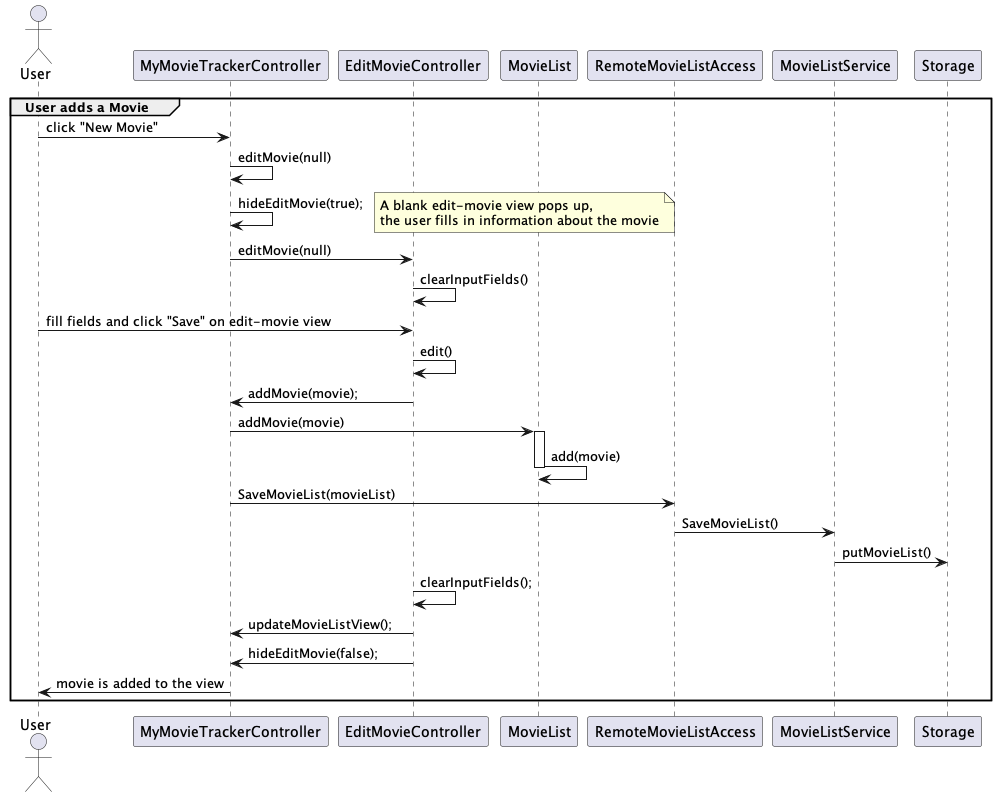 User
MyMovieTrackerController
EditMovieController
MovieList
RemoteMovieListAccess
MovieListService
Storage
User adds a Movie
click "New Movie"
editMovie(null)
hideEditMovie(true);
A blank edit-movie view pops up,
the user fills in information about the movie
editMovie(null)
clearInputFields()
fill fields and click "Save" on edit-movie view
edit()
addMovie(movie);
addMovie(movie)
add(movie)
SaveMovieList(movieList)
SaveMovieList()
putMovieList()
clearInputFields();
updateMovieListView();
hideEditMovie(false);
movie is added to the view
User
MyMovieTrackerController
EditMovieController
MovieList
RemoteMovieListAccess
MovieListService
Storage